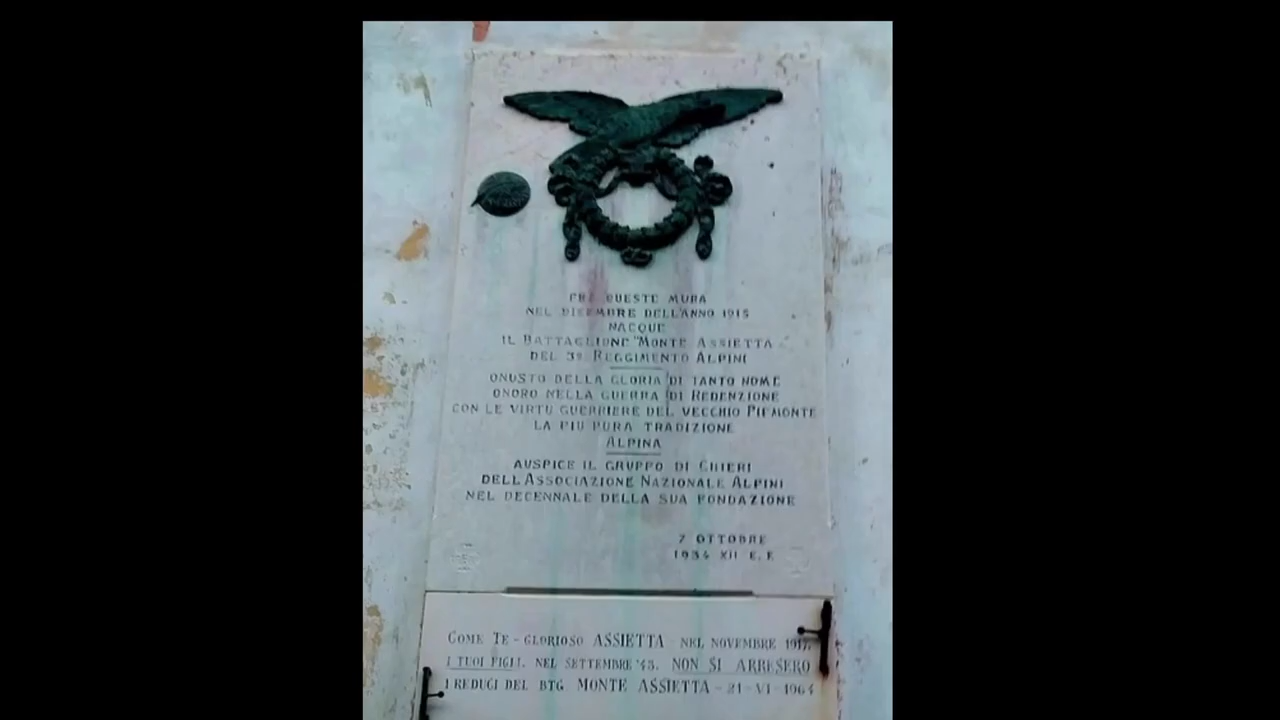 FRA QUESTE MURA
NEL DICEMBRE DELL'ANNO 1915
NACQUE
IL BATTAGLIONE "MONTE ASSIETTA
DEL 3º REGGIMENTO ALPINI
ONUSTO DELLA GLORIA DI TANTO NOME
ONORO NELLA GUERRA DI REDENZIONE
CON LE VIRTU GUERRIERE DEL VECCHIO PIEMONTE
LA PIU PURA TRADIZIONE
ALPINA
AUSPICE IL GRUPPO DI CHIERI
DELL'ASSOCIAZIONE NAZIONALE ALPINI
NEL DECENNALE DELLA SUA FONDAZIONE
7 OTTOBRE
1934 XII E. F.
COME TE - GLORIOSO ASSIETTA - NEL NOVEMBRE 1917,
I TUOI FIGLI, NEL SETTEMBRE '43, NON SI ARRESERO
I REDUCI DEL BTG. MONTE ASSIETTA - 21 - VI - 1964